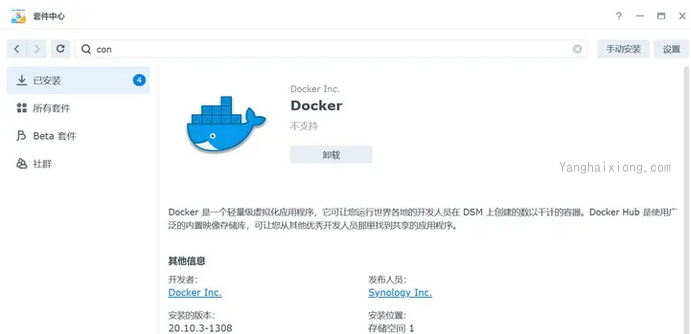 套件中心
con
手动安装
设置
已安装
4
所有套件
Beta 套件
社群
Docker Inc.
Docker
不支持
卸载
Yanghaixiong.com
Docker 是一个轻量级虚拟化应用程序，它可让您运行世界各地的开发人员在 DSM 上创建的数以千计的容器。Docker Hub 是使用广
泛的内置映像存储库，可让您从其他优秀开发人员那里找到共享的应用程序。
其他信息
开发者：
发布人员：
Docker Inc.
Synology Inc.
安装的版本：
安装位置：
20.10.3-1308
存储空间 1